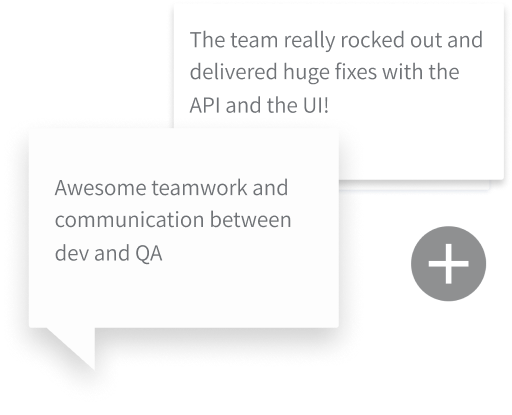 The team really rocked out and
delivered huge fixes with the
API and the UI!
Awesome teamwork and
communication between
dev and QA